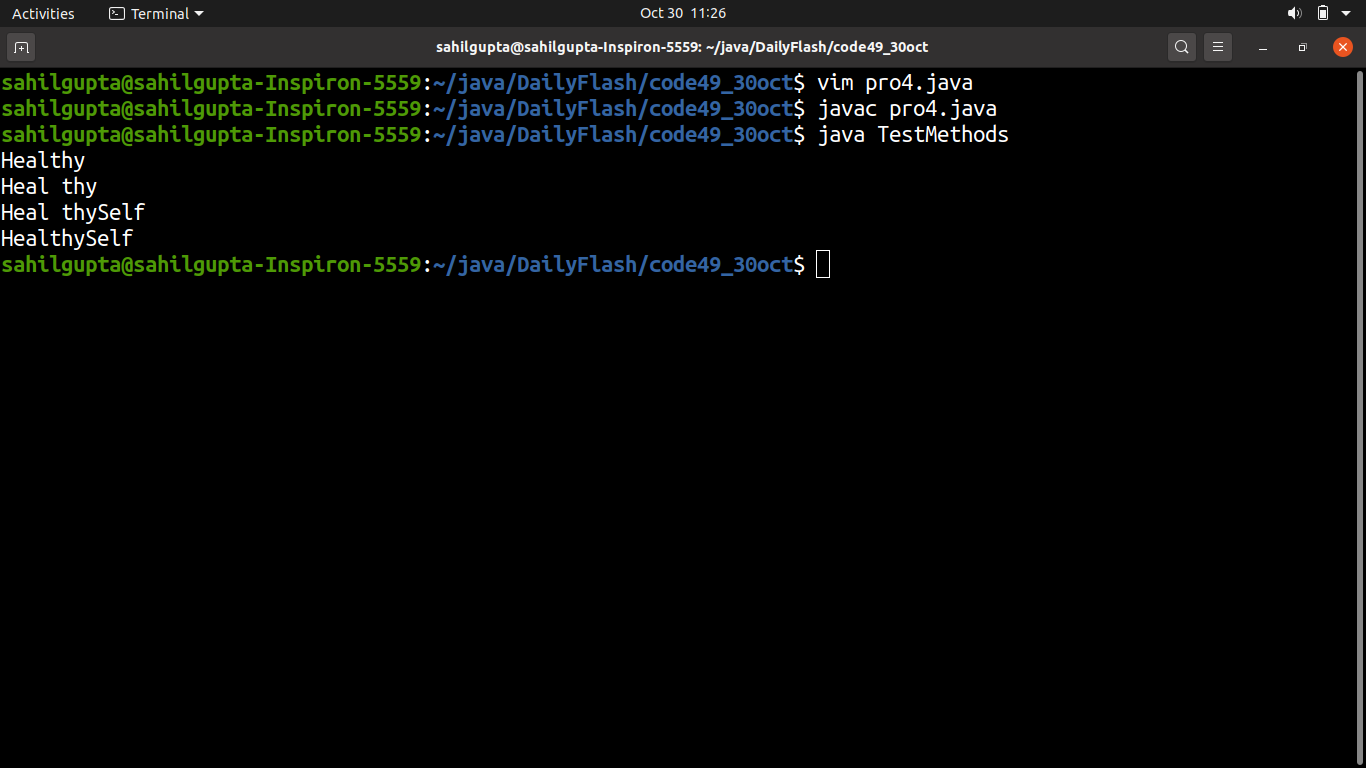 Activities Terminal Oct 30 11:26
sahilgupta@sahilgupta-Inspiron-5559: ~/java/DailyFlash/code49_30oct
sahilgupta@sahilgupta-Inspiron-5559:~/java/DailyFlash/code49_30oct$ vim pro4.java
sahilgupta@sahilgupta-Inspiron-5559:~/java/DailyFlash/code49_30oct$ javac pro4.java
sahilgupta@sahilgupta-Inspiron-5559:~/java/DailyFlash/code49_30oct$ java TestMethods
Healthy
Heal thy
Heal thySelf
HealthySelf
sahilgupta@sahilgupta-Inspiron-5559:~/java/DailyFlash/code49_30oct$